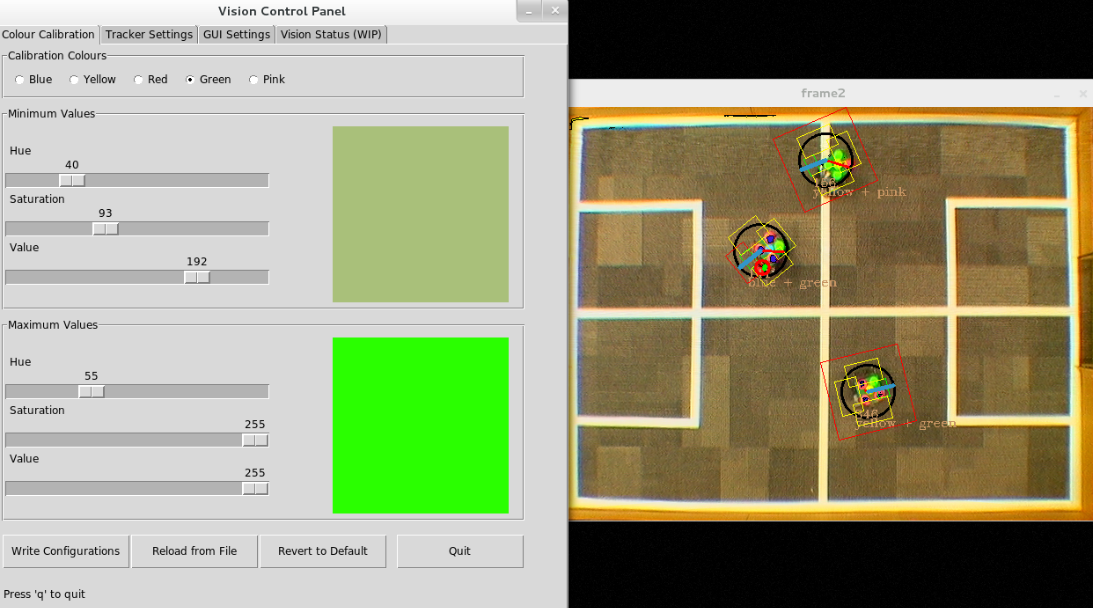 Vision Control Panel
Colour Calibration Tracker Settings GUI Settings Vision Status (WIP)
Calibration Colours
Blue Yellow Red Green Pink
Minimum Values
Hue
40
Saturation
93
Value
192
Maximum Values
Hue
55
Saturation
255
Value
255
Write Configurations Reload from File Revert to Default Quit
Press 'q' to quit
frame2
yellow + pink
blue + green
yellow + green